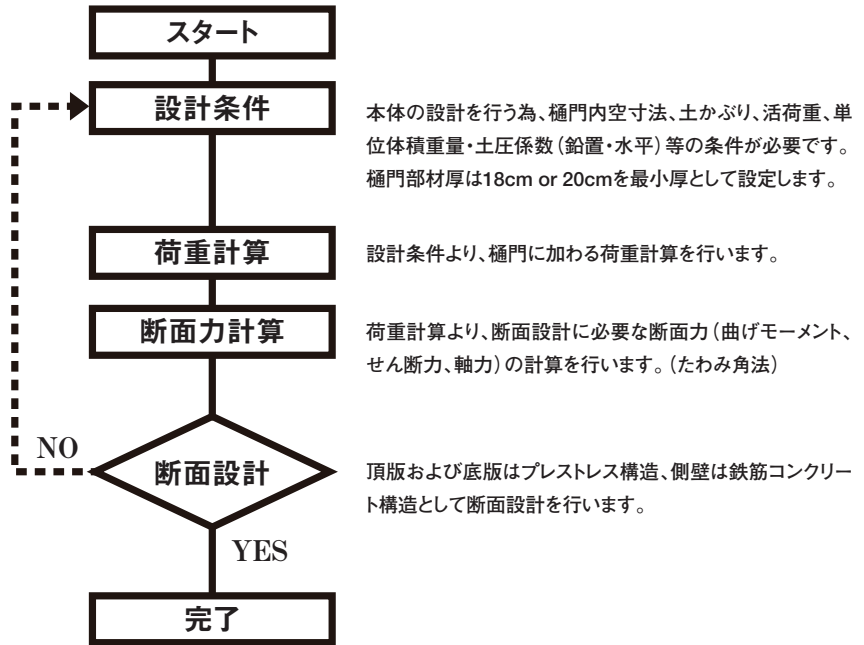 スタート
設計条件
本体の設計を行う為、樋門内空寸法、土かぶり、活荷重、単
位体積重量・土圧係数（鉛置・水平）等の条件が必要です。
樋門部材厚は18cm or 20cmを最小厚として設定します。
荷重計算
設計条件より、樋門に加わる荷重計算を行います。
断面力計算
荷重計算より、断面設計に必要な断面力（曲げモーメント、
せん断力、軸力）の計算を行います。（たわみ角法）
NO
断面設計
頂版および底版はプレストレス構造、側壁は鉄筋コンクリー
ト構造として断面設計を行います。
YES
完了